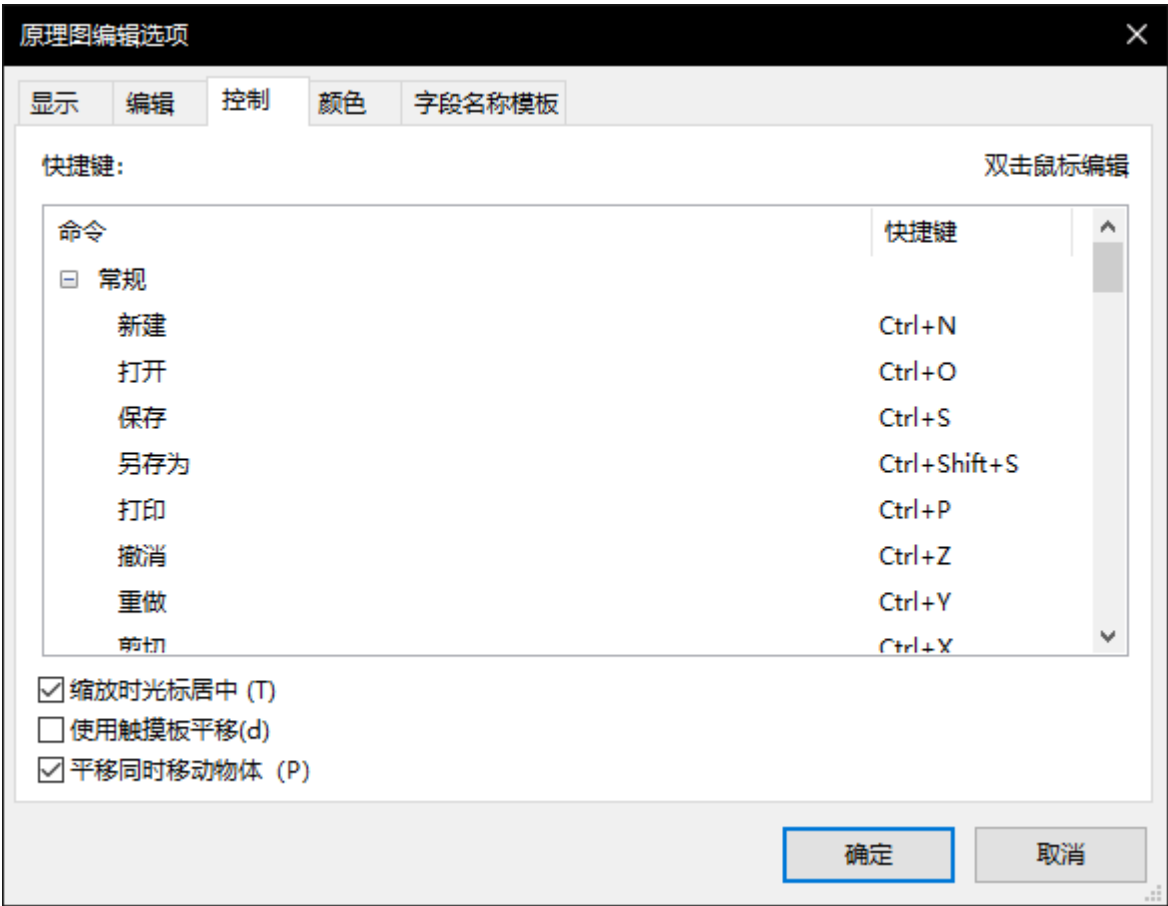 原理图编辑选项
显示 编辑 控制 颜色 字段名称模板
快捷键: 双击鼠标编辑
命令 快捷键
常规
新建 Ctrl+N
打开 Ctrl+O
保存 Ctrl+S
另存为 Ctrl+Shift+S
打印 Ctrl+P
撤消 Ctrl+Z
重做 Ctrl+Y
剪切 Ctrl+X
缩放时光标居中 (T)
使用触摸板平移(d)
平移同时移动物体 (P)
确定 取消